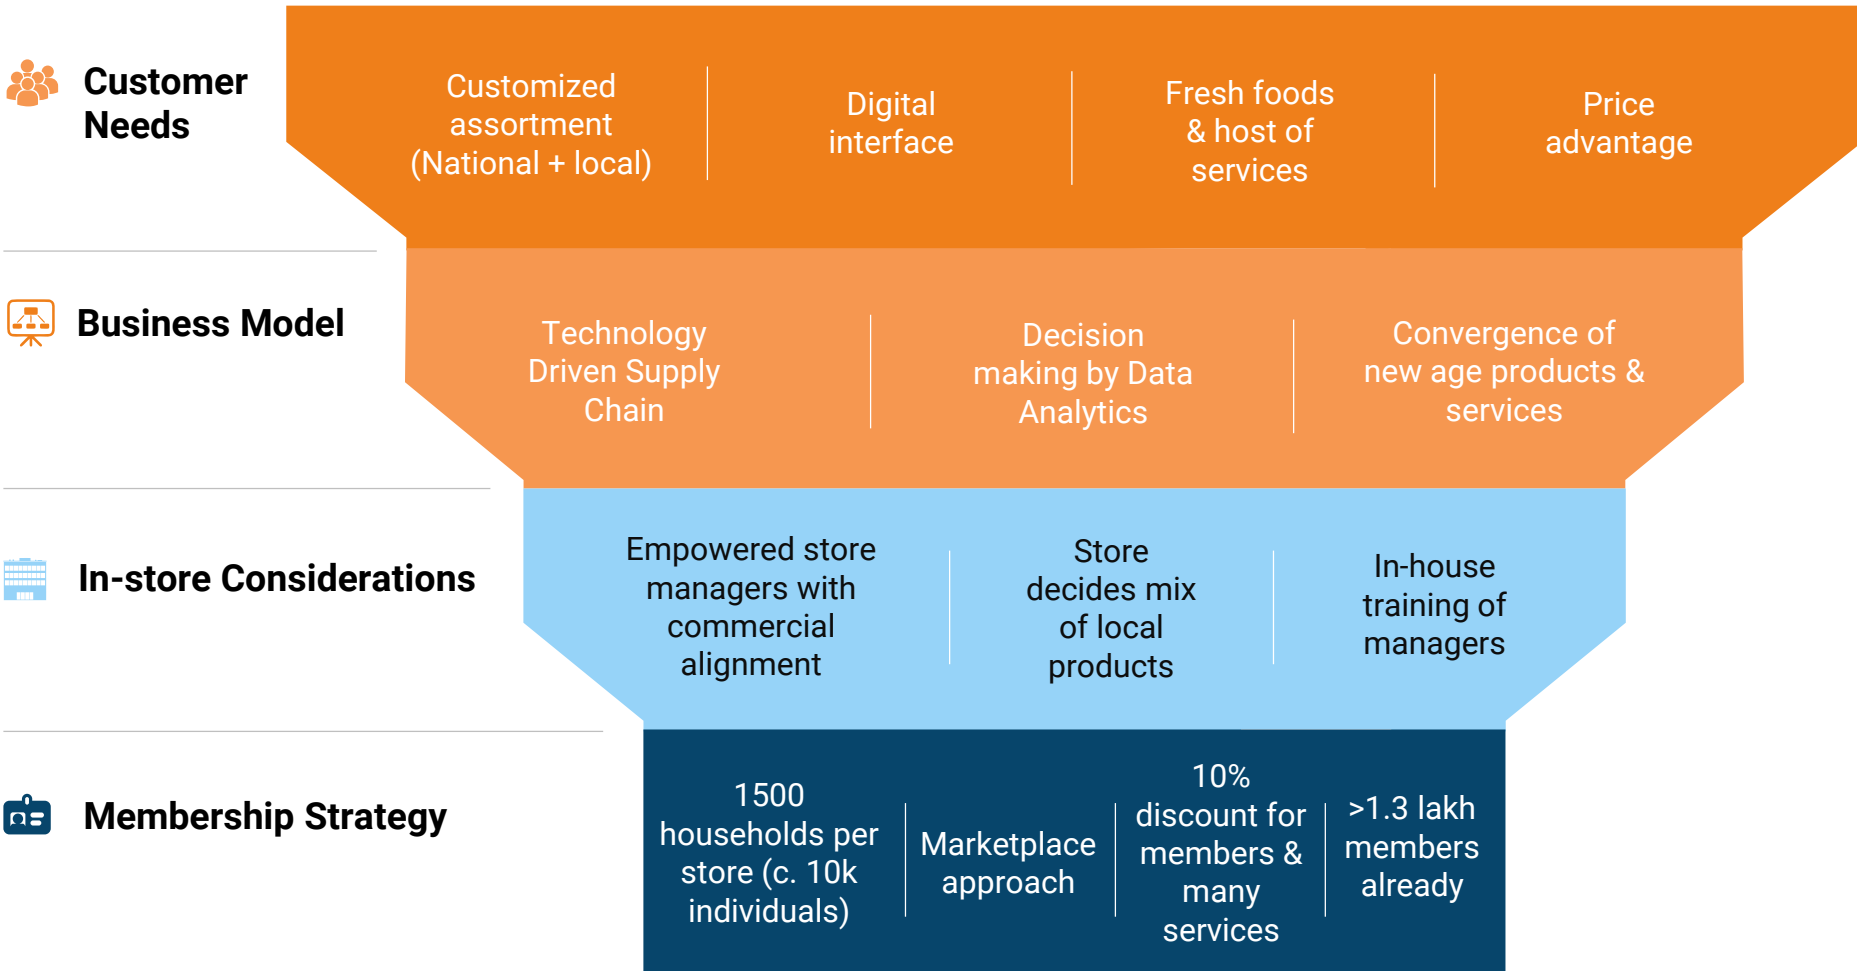 Customer
Needs
Customized
assortment
(National + local)
Digital
interface
Fresh foods
& host of
services
Price
advantage
Business Model
Technology
Driven Supply
Chain
Decision
making by Data
Analytics
Convergence of
new age products &
services
In-store Considerations
Empowered store
managers with
commercial
alignment
Store
decides mix
of local
products
In-house
training of
managers
Membership Strategy
1500
households per
store (c. 10k
individuals)
Marketplace
approach
10%
discount for
members &
many
services
>1.3 lakh
members
already